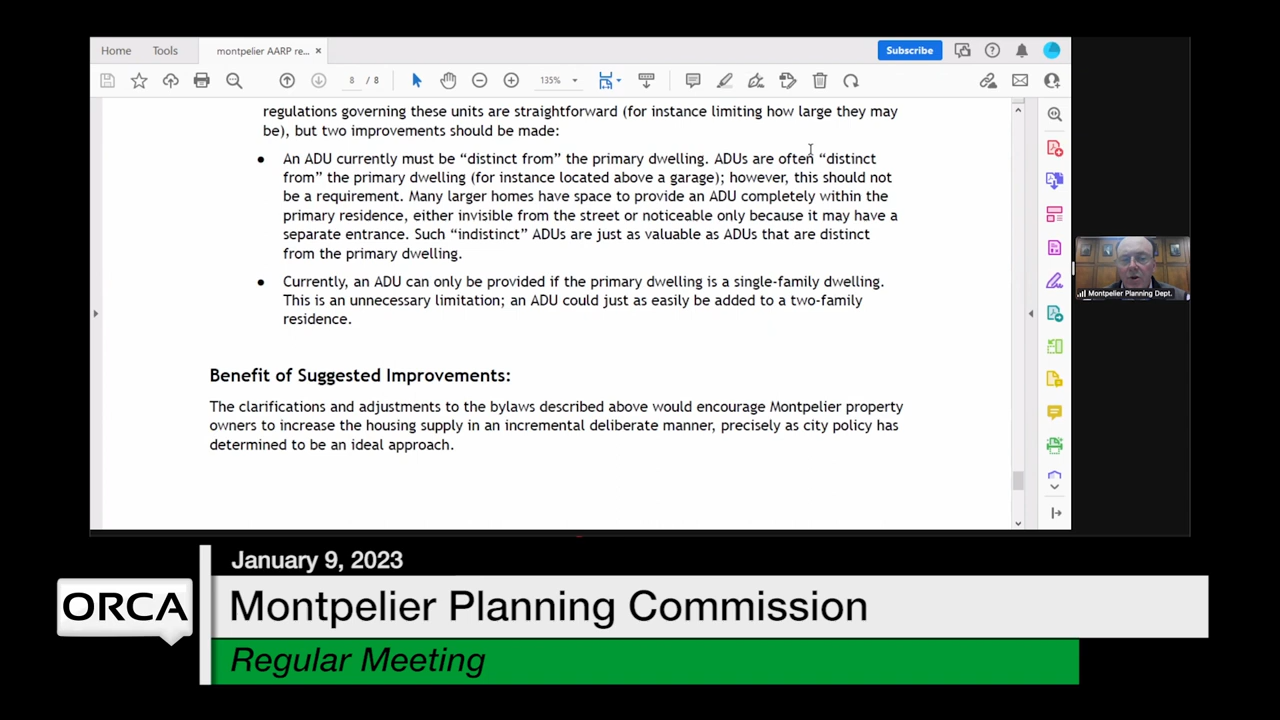 Home
Tools
montpelier AARP re... ×
Subscribe
8 / 8
135%
regulations governing these units are straightforward (for instance limiting how large they may
be), but two improvements should be made:
● An ADU currently must be “distinct from” the primary dwelling. ADUs are often “distinct
from” the primary dwelling (for instance located above a garage); however, this should not
be a requirement. Many larger homes have space to provide an ADU completely within the
primary residence, either invisible from the street or noticeable only because it may have a
separate entrance. Such “indistinct” ADUs are just as valuable as ADUs that are distinct
from the primary dwelling.
● Currently, an ADU can only be provided if the primary dwelling is a single-family dwelling.
This is an unnecessary limitation; an ADU could just as easily be added to a two-family
residence.
Benefit of Suggested Improvements:
The clarifications and adjustments to the bylaws described above would encourage Montpelier property
owners to increase the housing supply in an incremental deliberate manner, precisely as city policy has
determined to be an ideal approach.
Montpelier Planning Dept.
January 9, 2023
ORCA
Montpelier Planning Commission
Regular Meeting